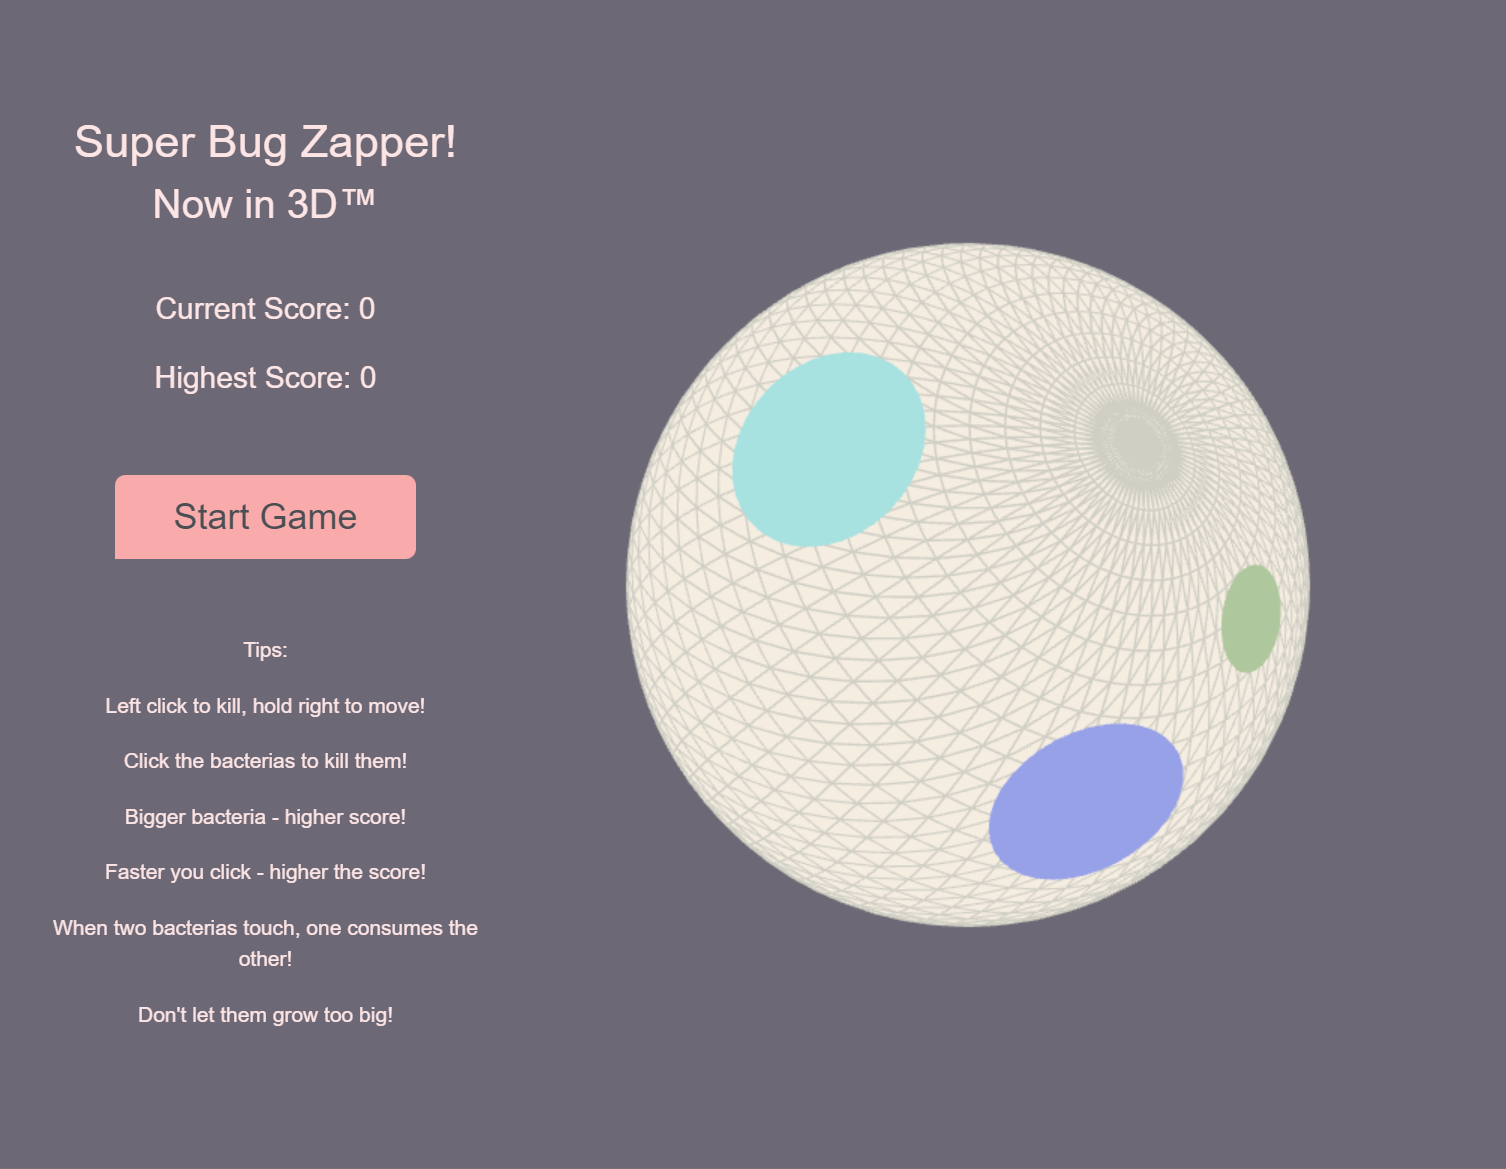 Super Bug Zapper!
Now in 3D™
Current Score: 0
Highest Score: 0
Start Game
Tips:
Left click to kill, hold right to move!
Click the bacterias to kill them!
Bigger bacteria - higher score!
Faster you click - higher the score!
When two bacterias touch, one consumes the
other!
Don't let them grow too big!